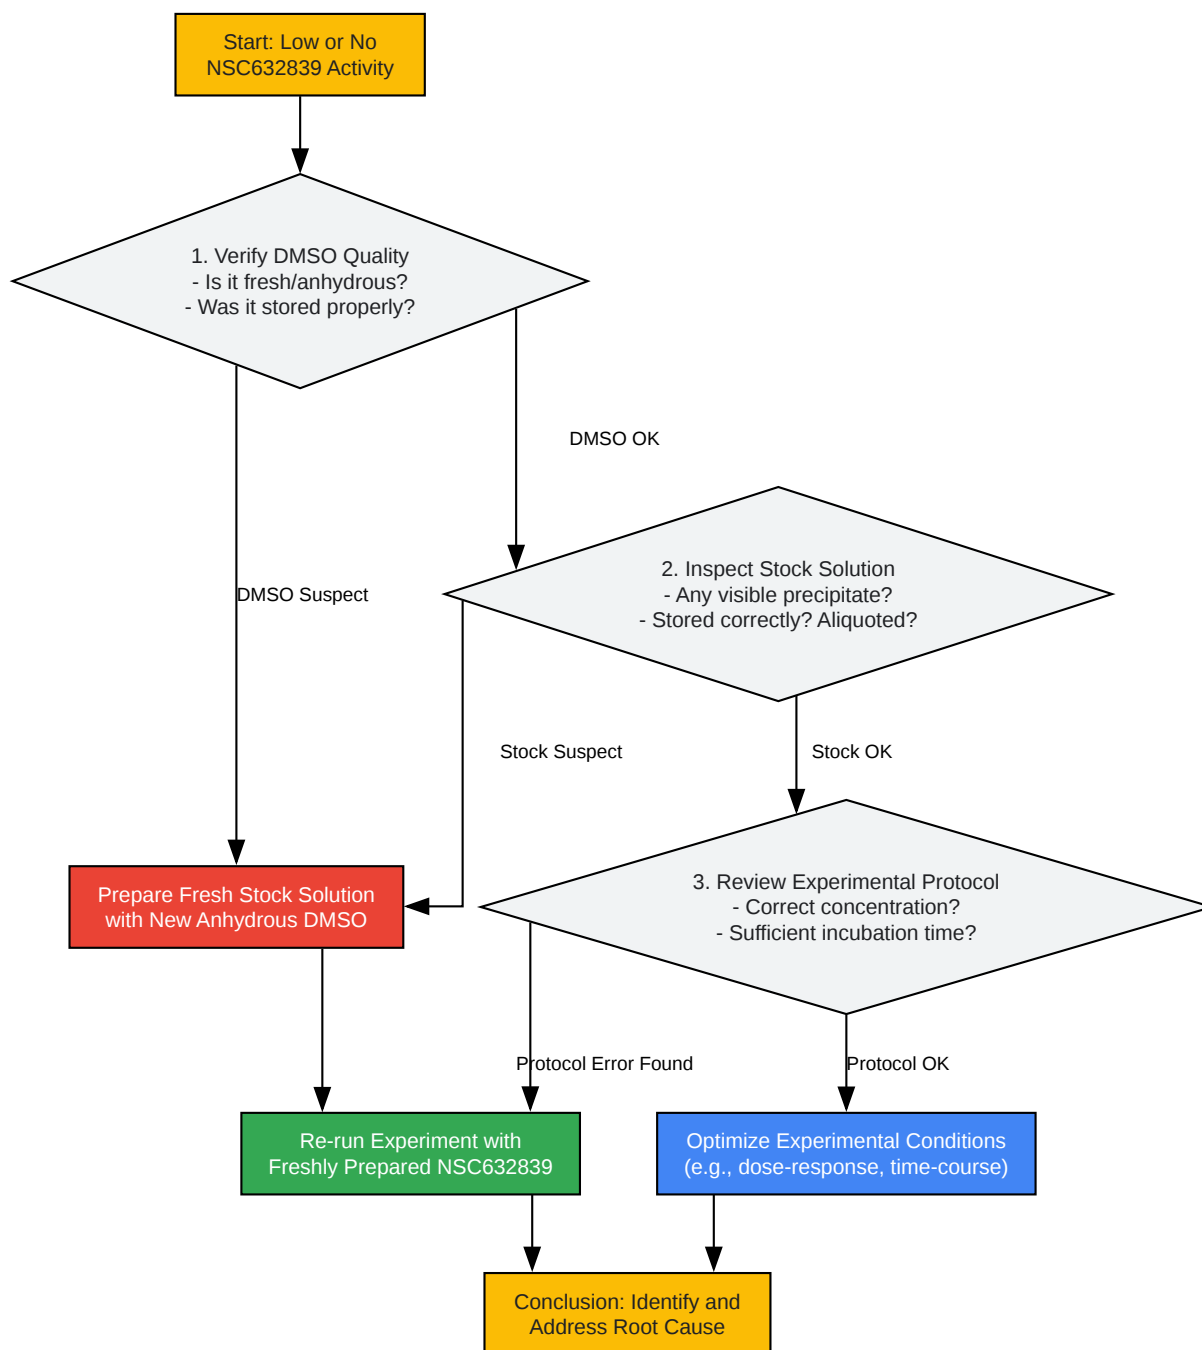 Start: Low or No
NSC632839 Activity
1. Verify DMSO Quality
- Is it fresh/anhydrous?
- Was it stored properly?
DMSO OK
2. Inspect Stock Solution
- Any visible precipitate?
- Stored correctly? Aliquoted?
DMSO Suspect
Stock Suspect
Stock OK
3. Review Experimental Protocol
- Correct concentration?
- Sufficient incubation time?
Prepare Fresh Stock Solution
with New Anhydrous DMSO
Protocol Error Found
Protocol OK
Re-run Experiment with
Freshly Prepared NSC632839
Optimize Experimental Conditions
(e.g., dose-response, time-course)
Conclusion: Identify and
Address Root Cause